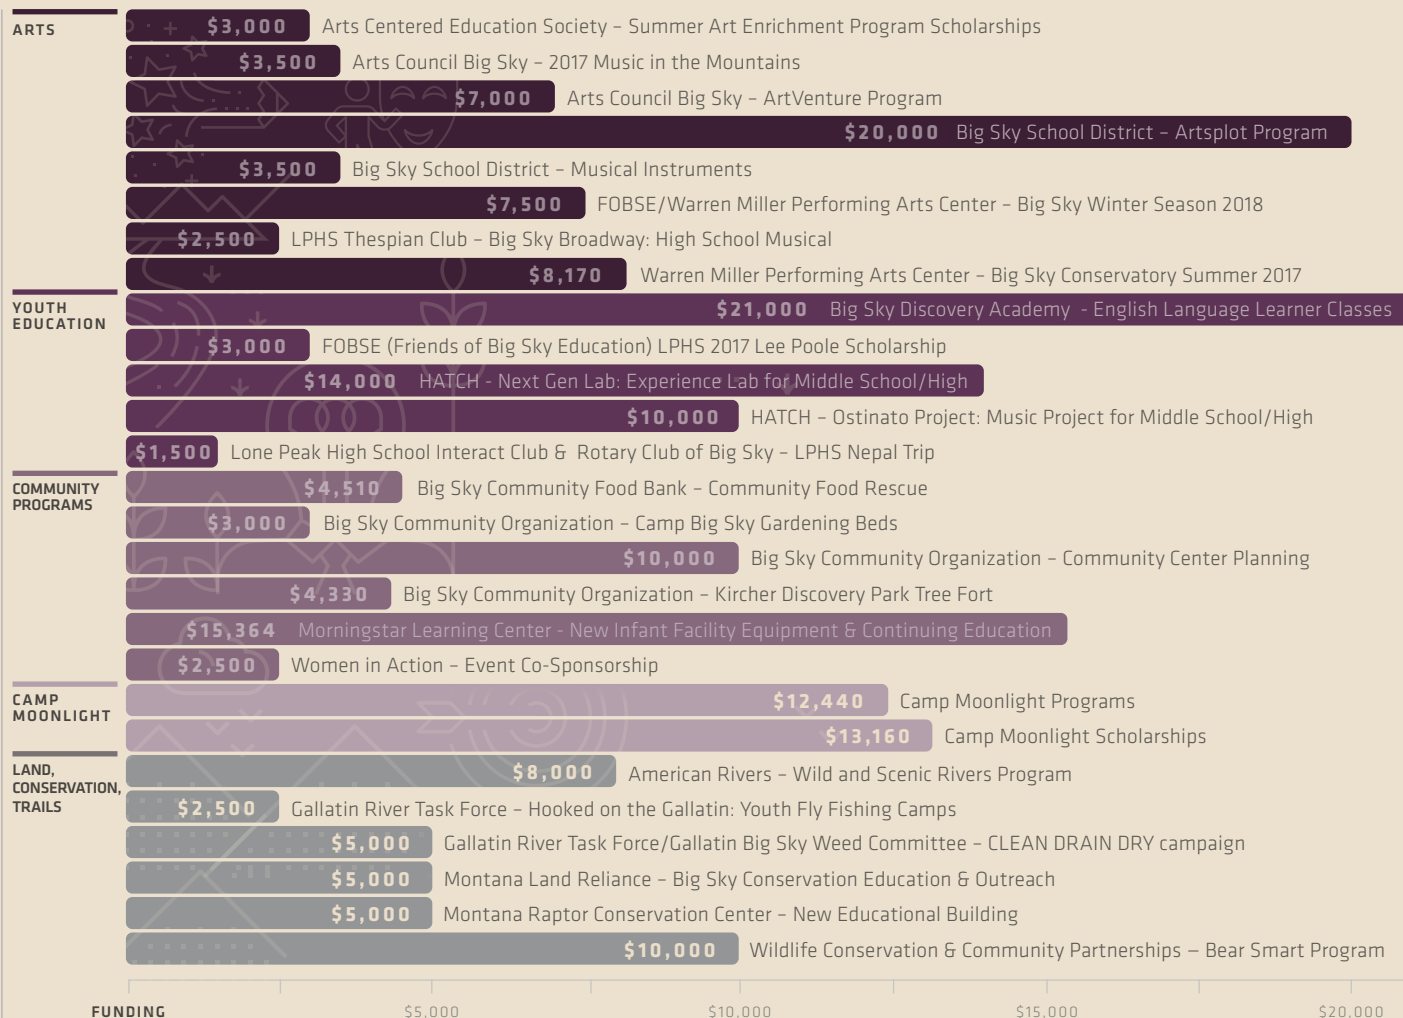 ARTS
$3,000 Arts Centered Education Society – Summer Art Enrichment Program Scholarships
$3,500 Arts Council Big Sky – 2017 Music in the Mountains
$7,000 Arts Council Big Sky – ArtVenture Program
$20,000 Big Sky School District – Artsplot Program
$3,500 Big Sky School District – Musical Instruments
$7,500 FOBSE/Warren Miller Performing Arts Center – Big Sky Winter Season 2018
$2,500 LPHS Thespian Club – Big Sky Broadway: High School Musical
$8,170 Warren Miller Performing Arts Center – Big Sky Conservatory Summer 2017
YOUTH
EDUCATION
$21,000 Big Sky Discovery Academy - English Language Learner Classes
$3,000 FOBSE (Friends of Big Sky Education) LPHS 2017 Lee Poole Scholarship
$14,000 HATCH - Next Gen Lab: Experience Lab for Middle School/High
$10,000 HATCH – Ostinato Project: Music Project for Middle School/High
$1,500 Lone Peak High School Interact Club & Rotary Club of Big Sky – LPHS Nepal Trip
COMMUNITY
PROGRAMS
$4,510 Big Sky Community Food Bank – Community Food Rescue
$3,000 Big Sky Community Organization – Camp Big Sky Gardening Beds
$10,000 Big Sky Community Organization – Community Center Planning
$4,330 Big Sky Community Organization – Kircher Discovery Park Tree Fort
$15,364 Morningstar Learning Center - New Infant Facility Equipment & Continuing Education
$2,500 Women in Action – Event Co-Sponsorship
CAMP
MOONLIGHT
$12,440 Camp Moonlight Programs
$13,160 Camp Moonlight Scholarships
LAND,
CONSERVATION,
TRAILS
$8,000 American Rivers – Wild and Scenic Rivers Program
$2,500 Gallatin River Task Force – Hooked on the Gallatin: Youth Fly Fishing Camps
$5,000 Gallatin River Task Force/Gallatin Big Sky Weed Committee – CLEAN DRAIN DRY campaign
$5,000 Montana Land Reliance – Big Sky Conservation Education & Outreach
$5,000 Montana Raptor Conservation Center – New Educational Building
$10,000 Wildlife Conservation & Community Partnerships – Bear Smart Program
FUNDING $5,000 $10,000 $15,000 $20,000